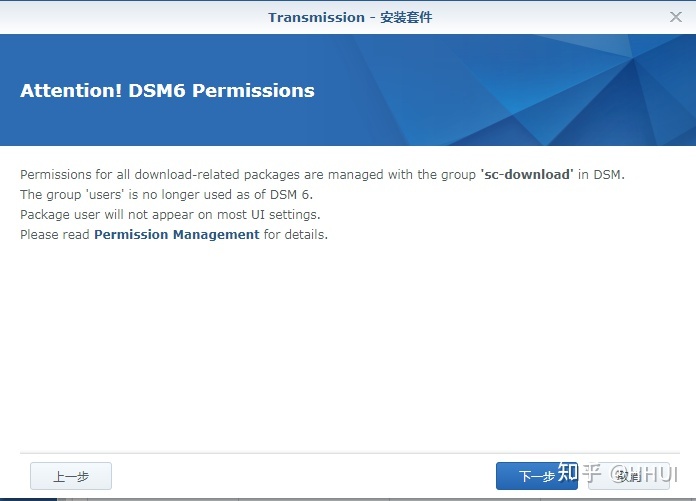 Transmission - 安装套件
Attention! DSM6 Permissions
Permissions for all download-related packages are managed with the group 'sc-download' in DSM.
The group 'users' is no longer used as of DSM 6.
Package user will not appear on most UI settings.
Please read Permission Management for details.
上一步
下一步
取消
知乎 @HHUI